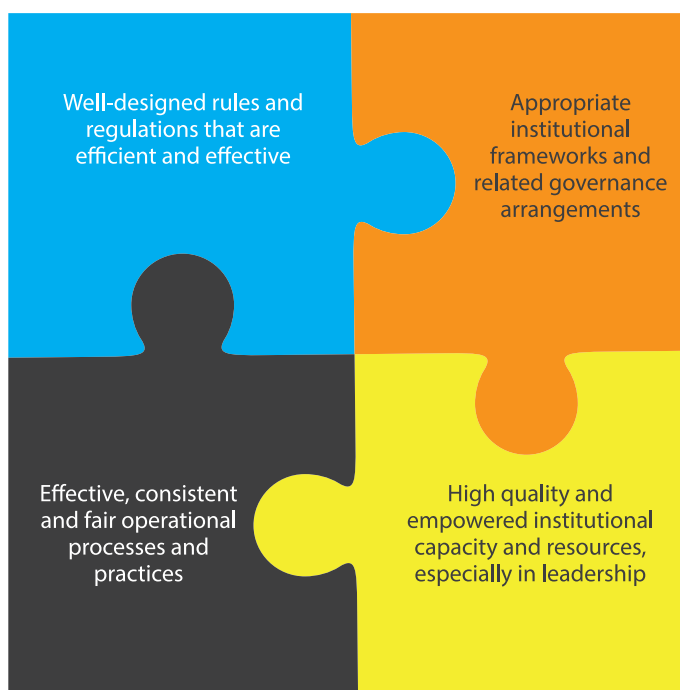 Well-designed rules and
regulations that are
efficient and effective
Appropriate
institutional
frameworks and
related governance
arrangements
Effective, consistent
and fair operational
processes and
practices
High quality and
empowered institutional
capacity and resources,
especially in leadership